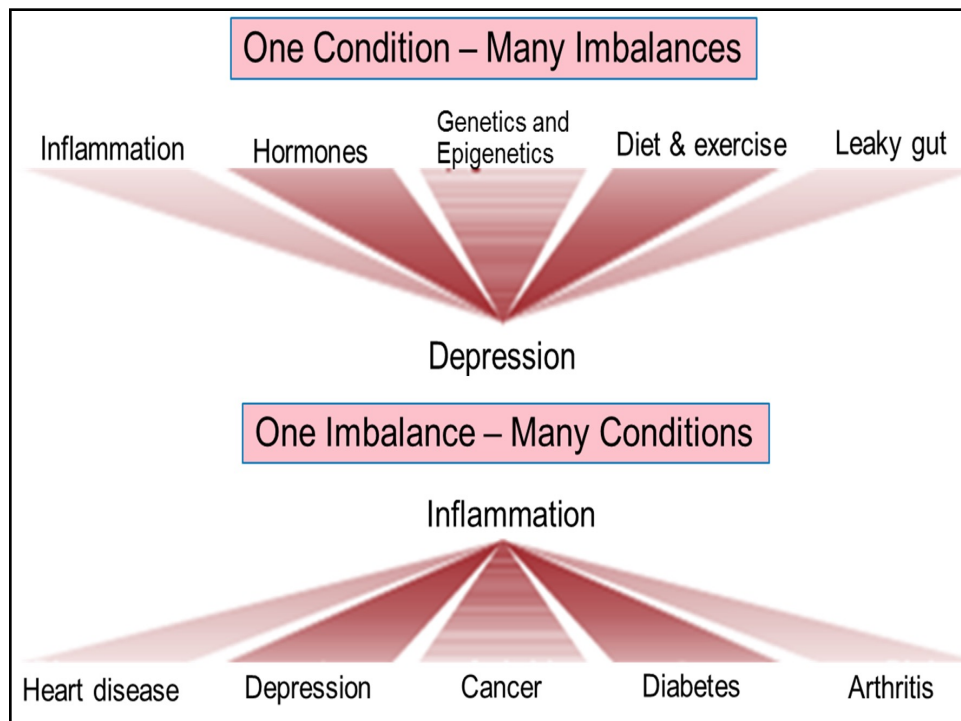 One Condition – Many Imbalances
Inflammation
Hormones
Genetics and
Epigenetics
Diet & exercise
Leaky gut
Depression
One Imbalance – Many Conditions
Inflammation
Heart disease
Depression
Cancer
Diabetes
Arthritis